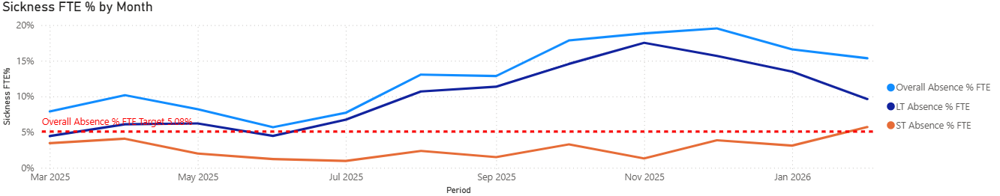 Sickness FTE % by Month
20%
15%
10%
5%
0%
Sickness FTE%
Overall Absence % FTE Target 5.08%
Mar 2025
May 2025
Jul 2025
Sep 2025
Nov 2025
Jan 2026
Period
Overall Absence % FTE
LT Absence % FTE
ST Absence % FTE